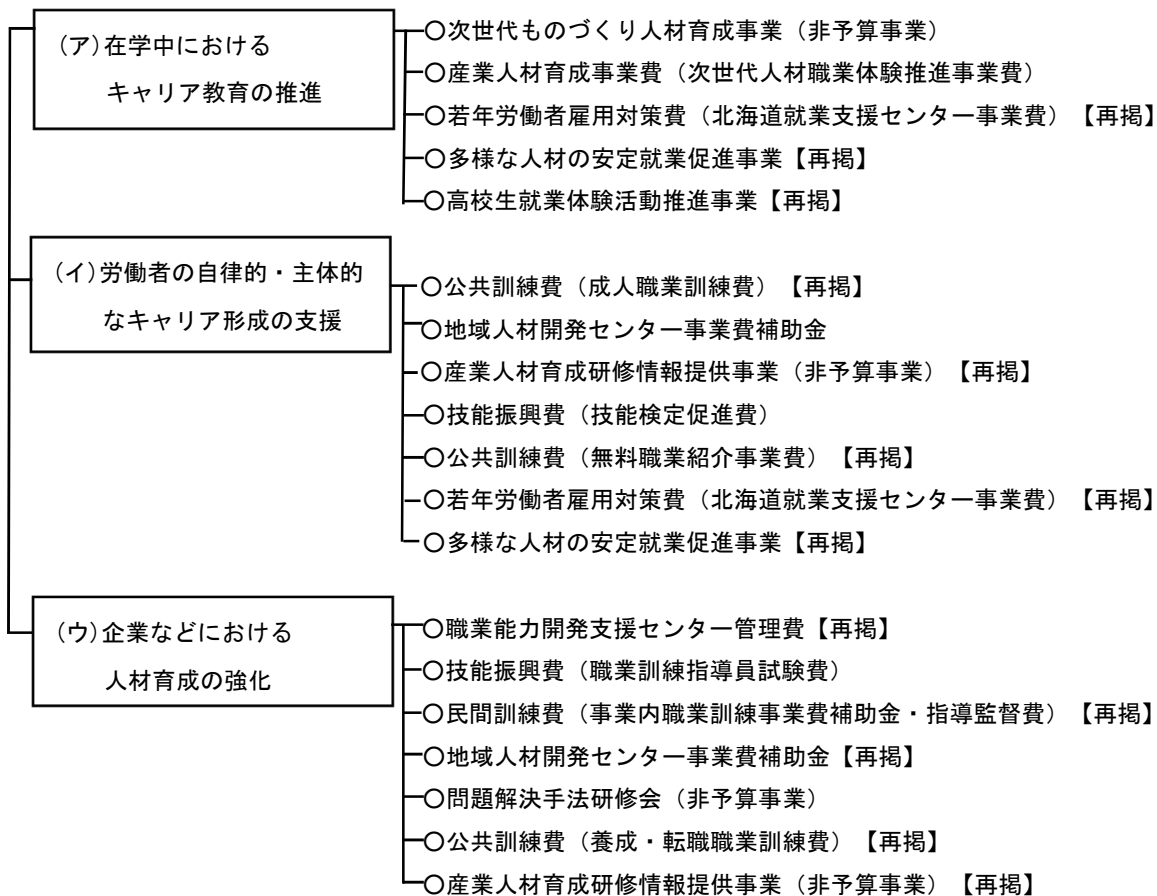 (ア)在学中における
キャリア教育の推進
○次世代ものづくり人材育成事業（非予算事業）
○産業人材育成事業費（次世代人材職業体験推進事業費）
○若年労働者雇用対策費（北海道就業支援センター事業費）【再掲】
○多様な人材の安定就業促進事業【再掲】
○高校生就業体験活動推進事業【再掲】
(イ)労働者の自律的・主体的
なキャリア形成の支援
○公共訓練費（成人職業訓練費）【再掲】
○地域人材開発センター事業費補助金
○産業人材育成研修情報提供事業（非予算事業）【再掲】
○技能振興費（技能検定促進費）
○公共訓練費（無料職業紹介事業費）【再掲】
○若年労働者雇用対策費（北海道就業支援センター事業費）【再掲】
○多様な人材の安定就業促進事業【再掲】
(ウ)企業などにおける
人材育成の強化
○職業能力開発支援センター管理費【再掲】
○技能振興費（職業訓練指導員試験費）
○民間訓練費（事業内職業訓練事業費補助金・指導監督費）【再掲】
○地域人材開発センター事業費補助金【再掲】
○問題解決手法研修会（非予算事業）
○公共訓練費（養成・転職職業訓練費）【再掲】
○産業人材育成研修情報提供事業（非予算事業）【再掲】